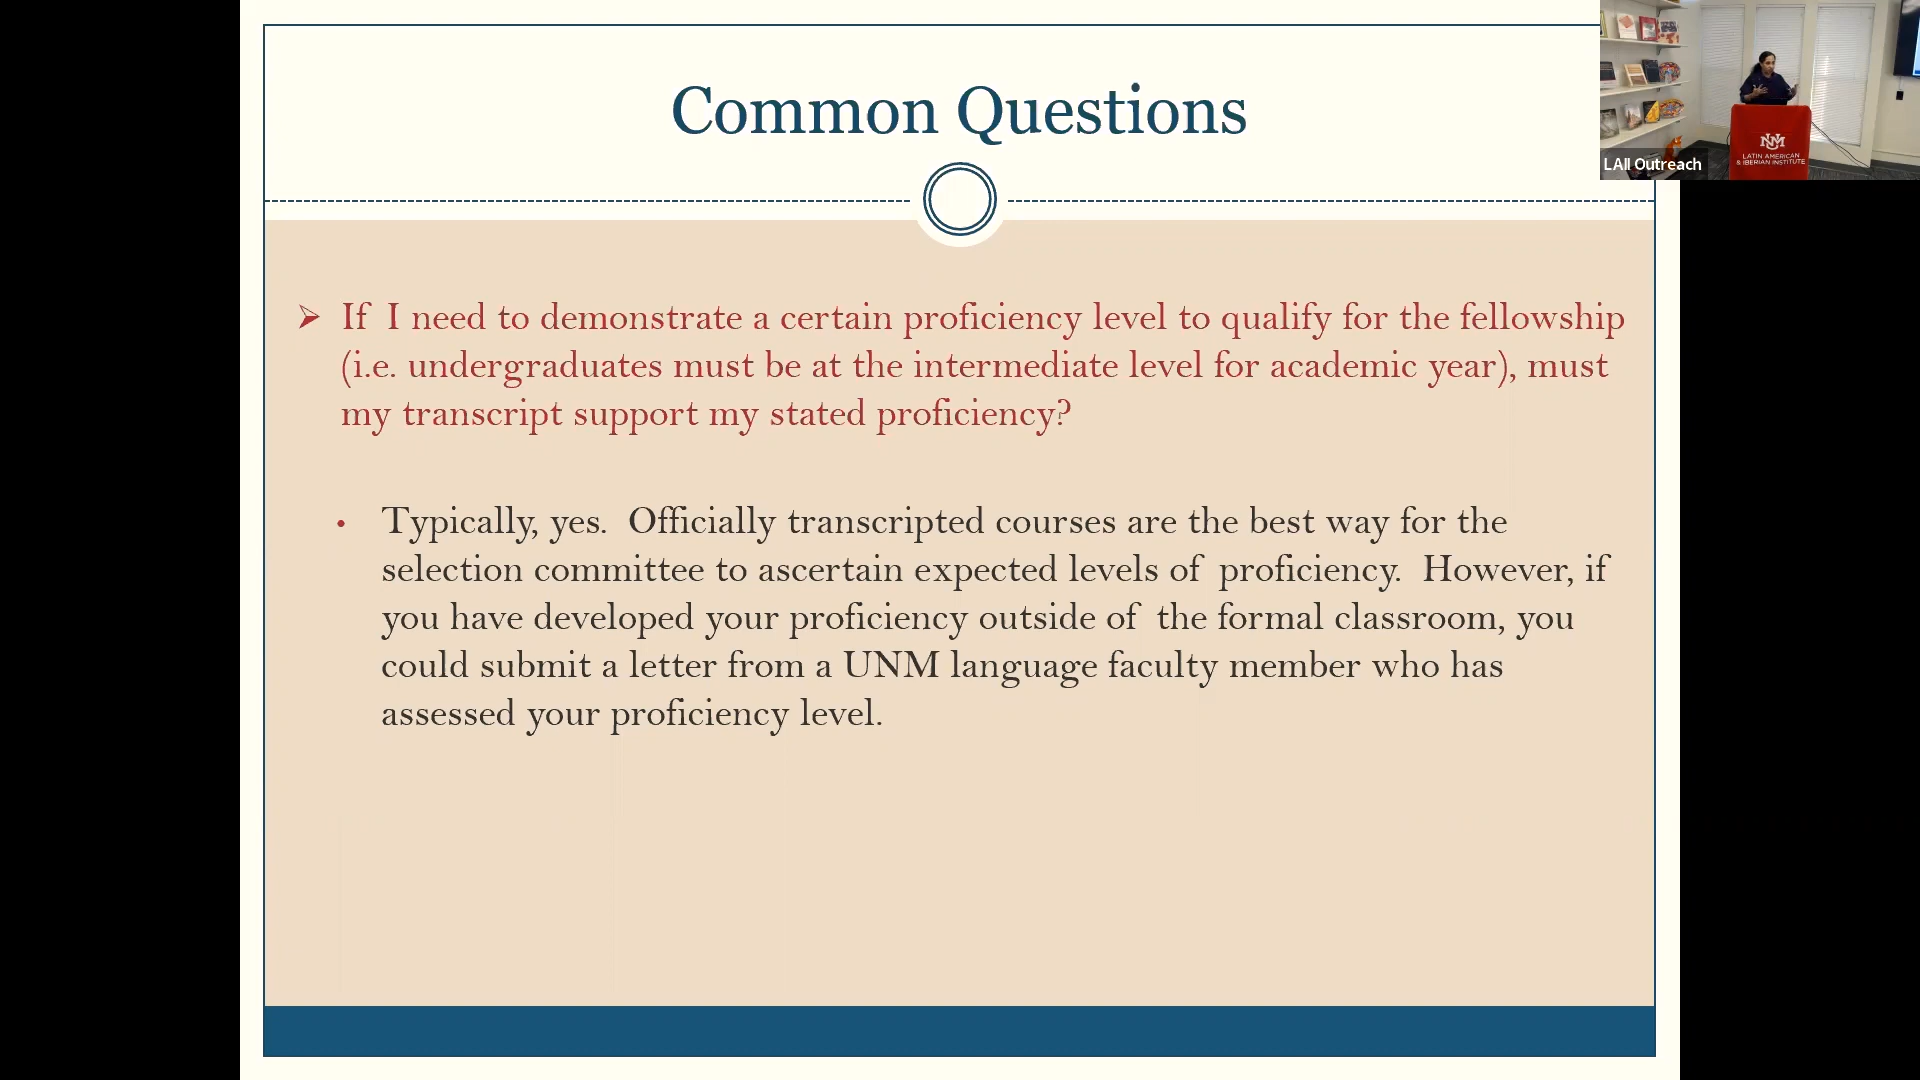 Common Questions
LAII Outreach
UNM
LATIN AMERICAN
& IBERIAN INSTITUTE
If I need to demonstrate a certain proficiency level to qualify for the fellowship
(i.e. undergraduates must be at the intermediate level for academic year), must
my transcript support my stated proficiency?
Typically, yes. Officially transcripted courses are the best way for the
selection committee to ascertain expected levels of proficiency. However, if
you have developed your proficiency outside of the formal classroom, you
could submit a letter from a UNM language faculty member who has
assessed your proficiency level.